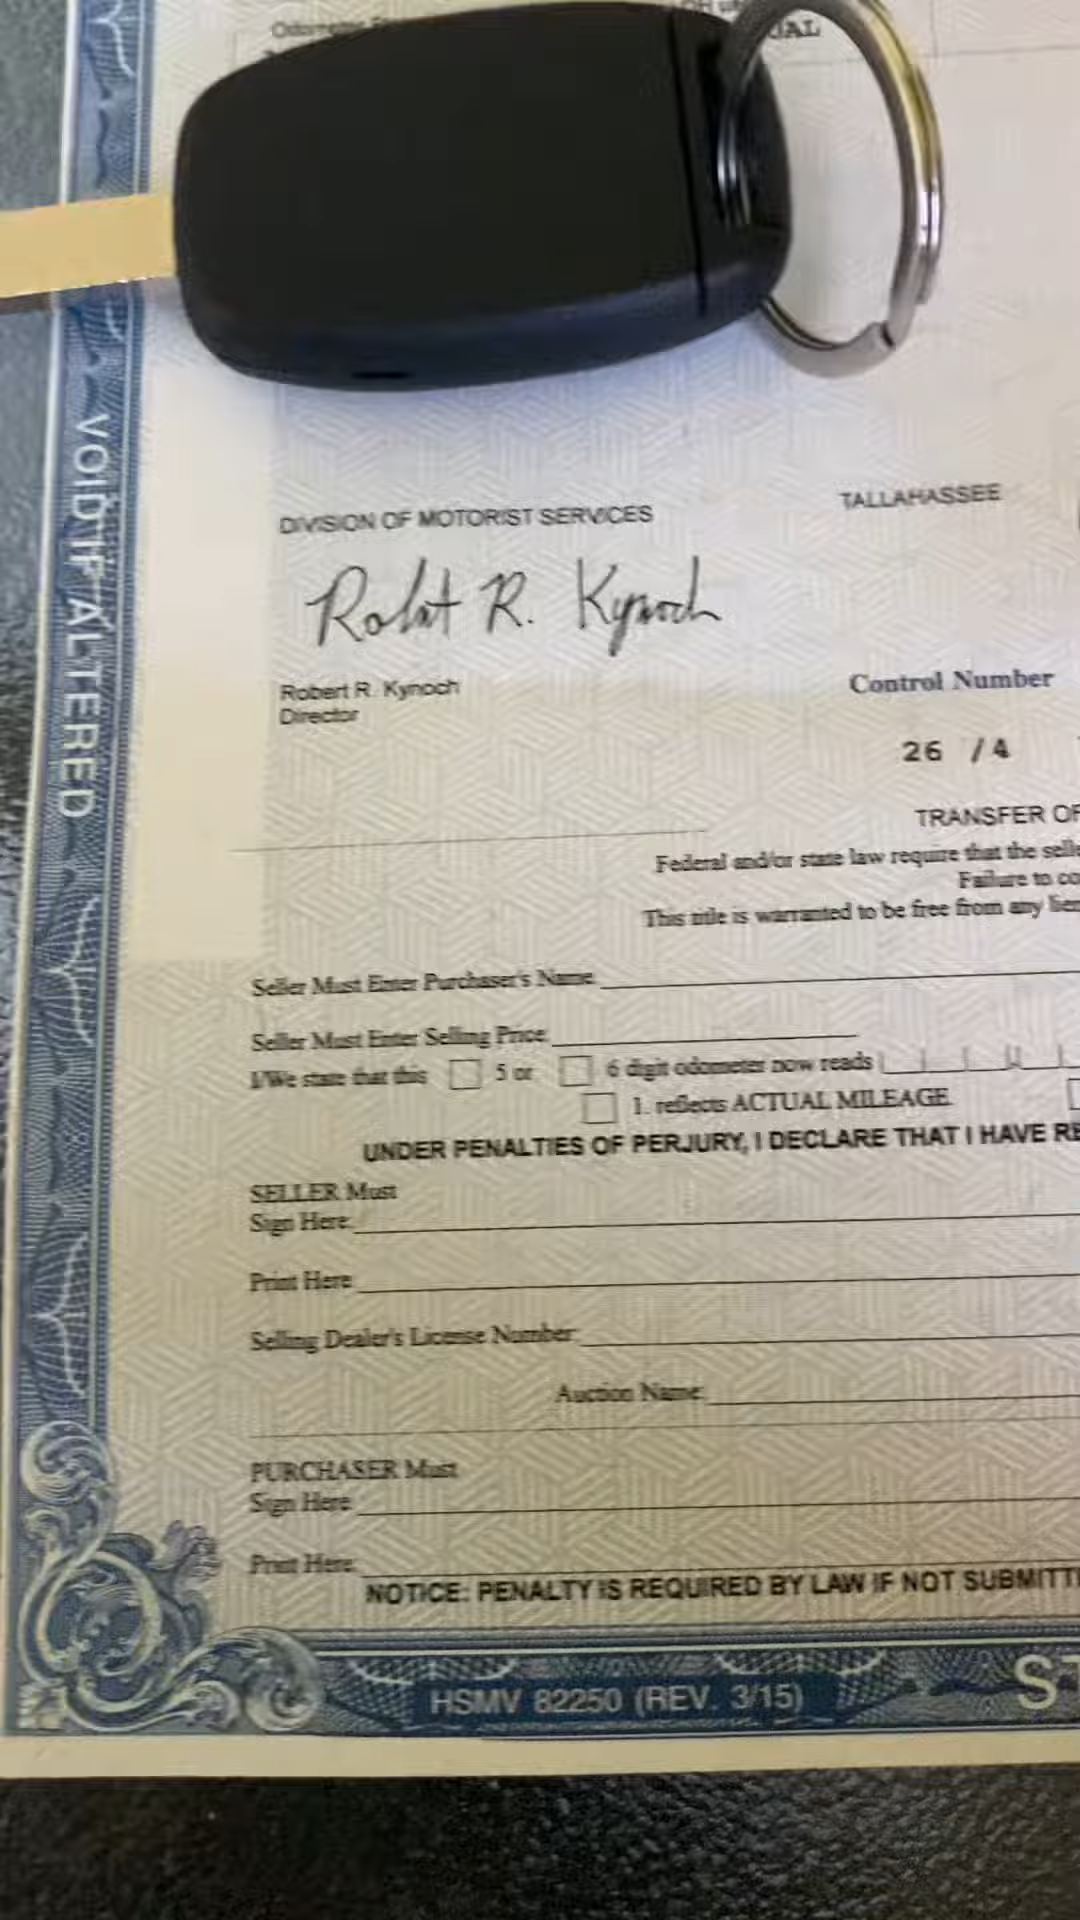 VOID IF ALTERED
DIVISION OF MOTORIST SERVICES
TALLAHASSEE
Robert R. Kynoch
Robert R. Kynoch
Director
Control Number
26 / 4
TRANSFER OF
Federal and/or state law require that the selle
Failure to co
This title is warranted to be free from any lien
Seller Must Enter Purchaser's Name
Seller Must Enter Selling Price:
I/We state that this 5 or 6 digit odometer now reads
1. reflects ACTUAL MILEAGE.
UNDER PENALTIES OF PERJURY, I DECLARE THAT I HAVE RE
SELLER Must
Sign Here:
Print Here
Selling Dealer's License Number:
Auction Name:
PURCHASER Must
Sign Here
Print Here:
NOTICE: PENALTY IS REQUIRED BY LAW IF NOT SUBMITT
HSMV 82250 (REV. 3/15)
ST